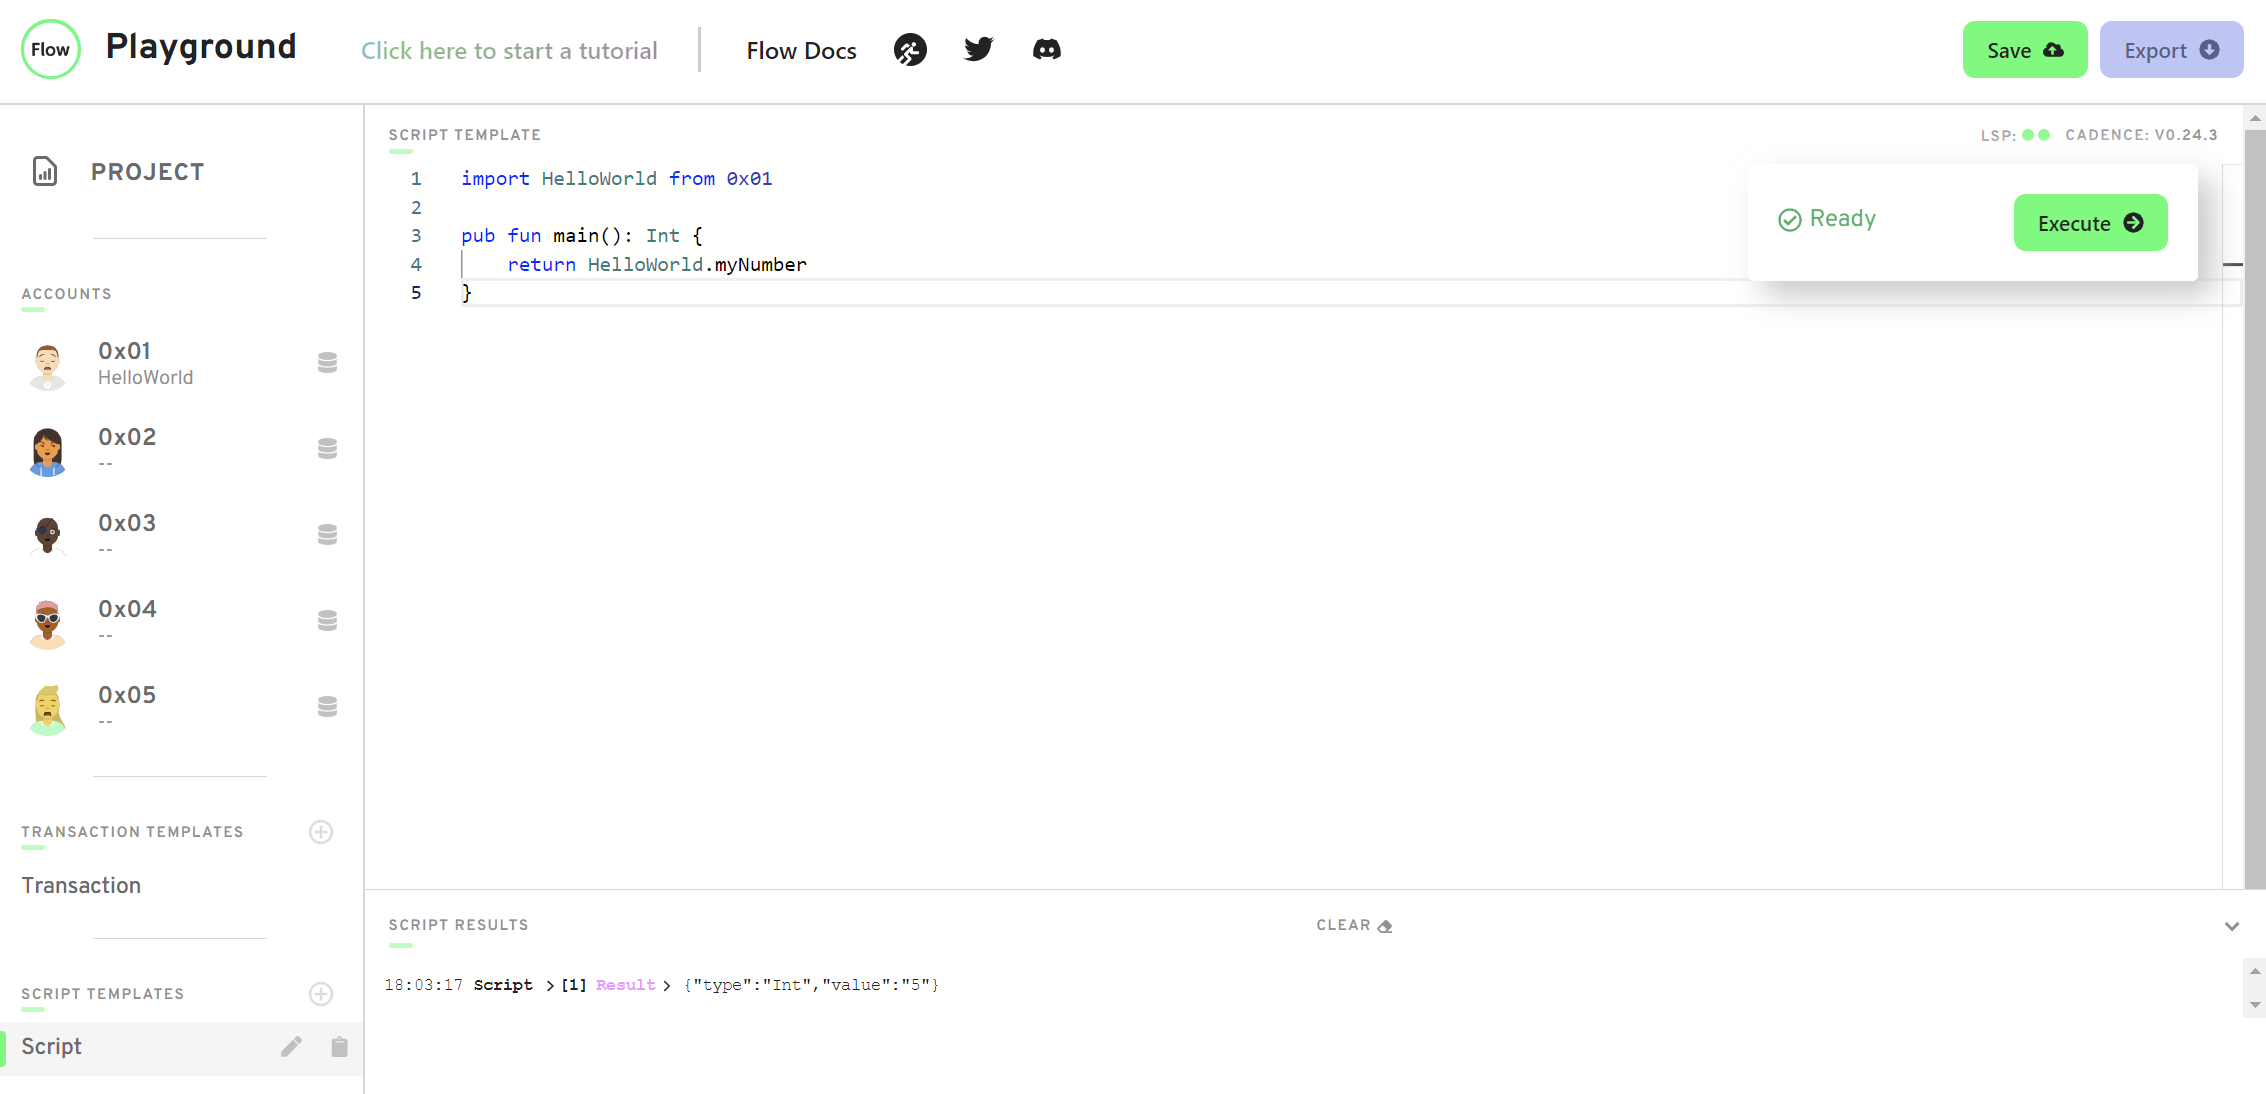 Flow Playground Click here to start a tutorial Flow Docs Save Export
PROJECT
ACCOUNTS
0x01
HelloWorld
0x02
--
0x03
--
0x04
--
0x05
--
TRANSACTION TEMPLATES
Transaction
SCRIPT TEMPLATES
Script
SCRIPT TEMPLATE
LSP: CADENCE: V0.24.3
1 import HelloWorld from 0x01
2
3 pub fun main(): Int {
4     return HelloWorld.myNumber
5 }
Ready Execute
SCRIPT RESULTS CLEAR
18:03:17 Script > [1] Result > {"type":"Int","value":"5"}